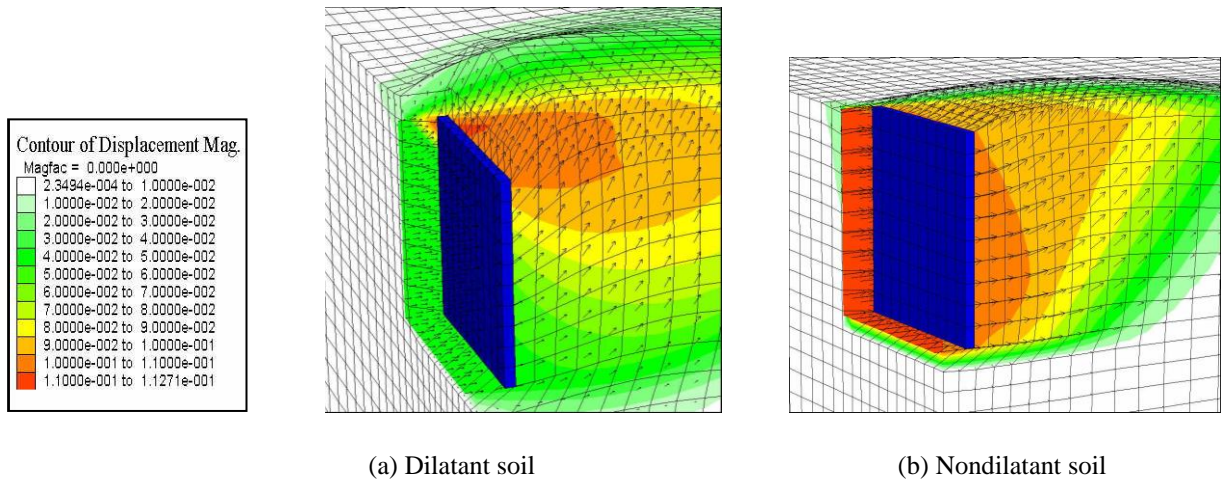 Contour of Displacement Mag.
Magfac = 0.000e+000
2.3494e-004 to 1.0000e-002
1.0000e-002 to 2.0000e-002
2.0000e-002 to 3.0000e-002
3.0000e-002 to 4.0000e-002
4.0000e-002 to 5.0000e-002
5.0000e-002 to 6.0000e-002
6.0000e-002 to 7.0000e-002
7.0000e-002 to 8.0000e-002
8.0000e-002 to 9.0000e-002
9.0000e-002 to 1.0000e-001
1.0000e-001 to 1.1000e-001
1.1000e-001 to 1.1271e-001
(a) Dilatant soil
(b) Nondilatant soil